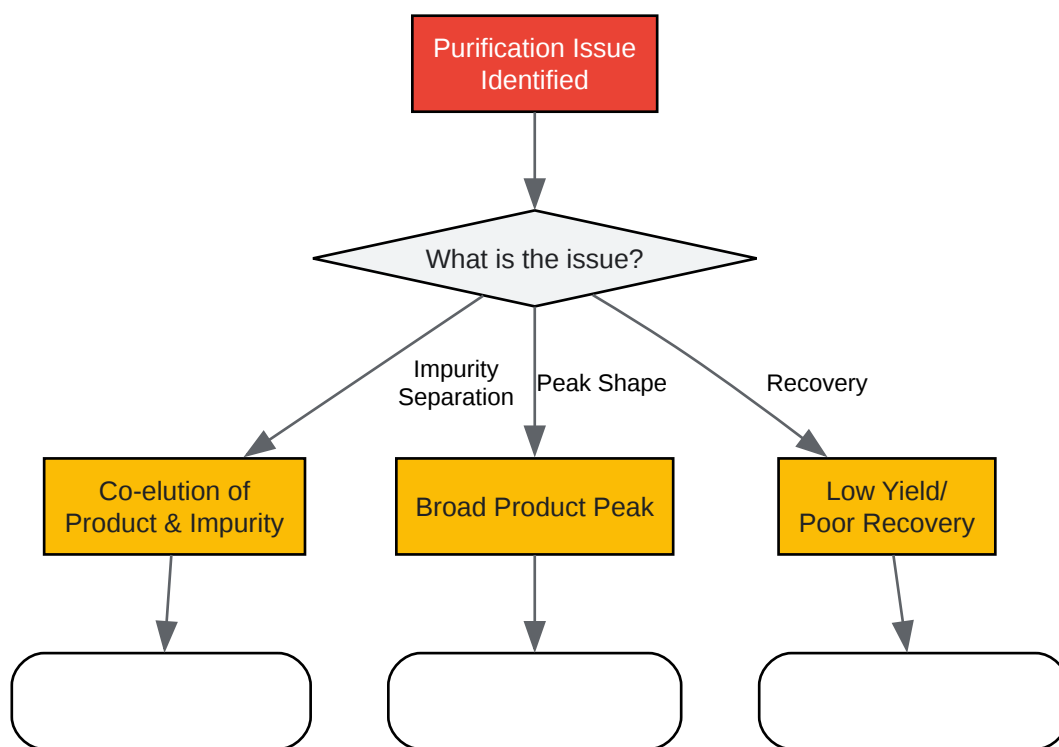 Purification Issue
Identified
What is the issue?
Impurity
Separation
Peak Shape
Recovery
Co-elution of
Product & Impurity
Broad Product Peak
Low Yield/
Poor Recovery